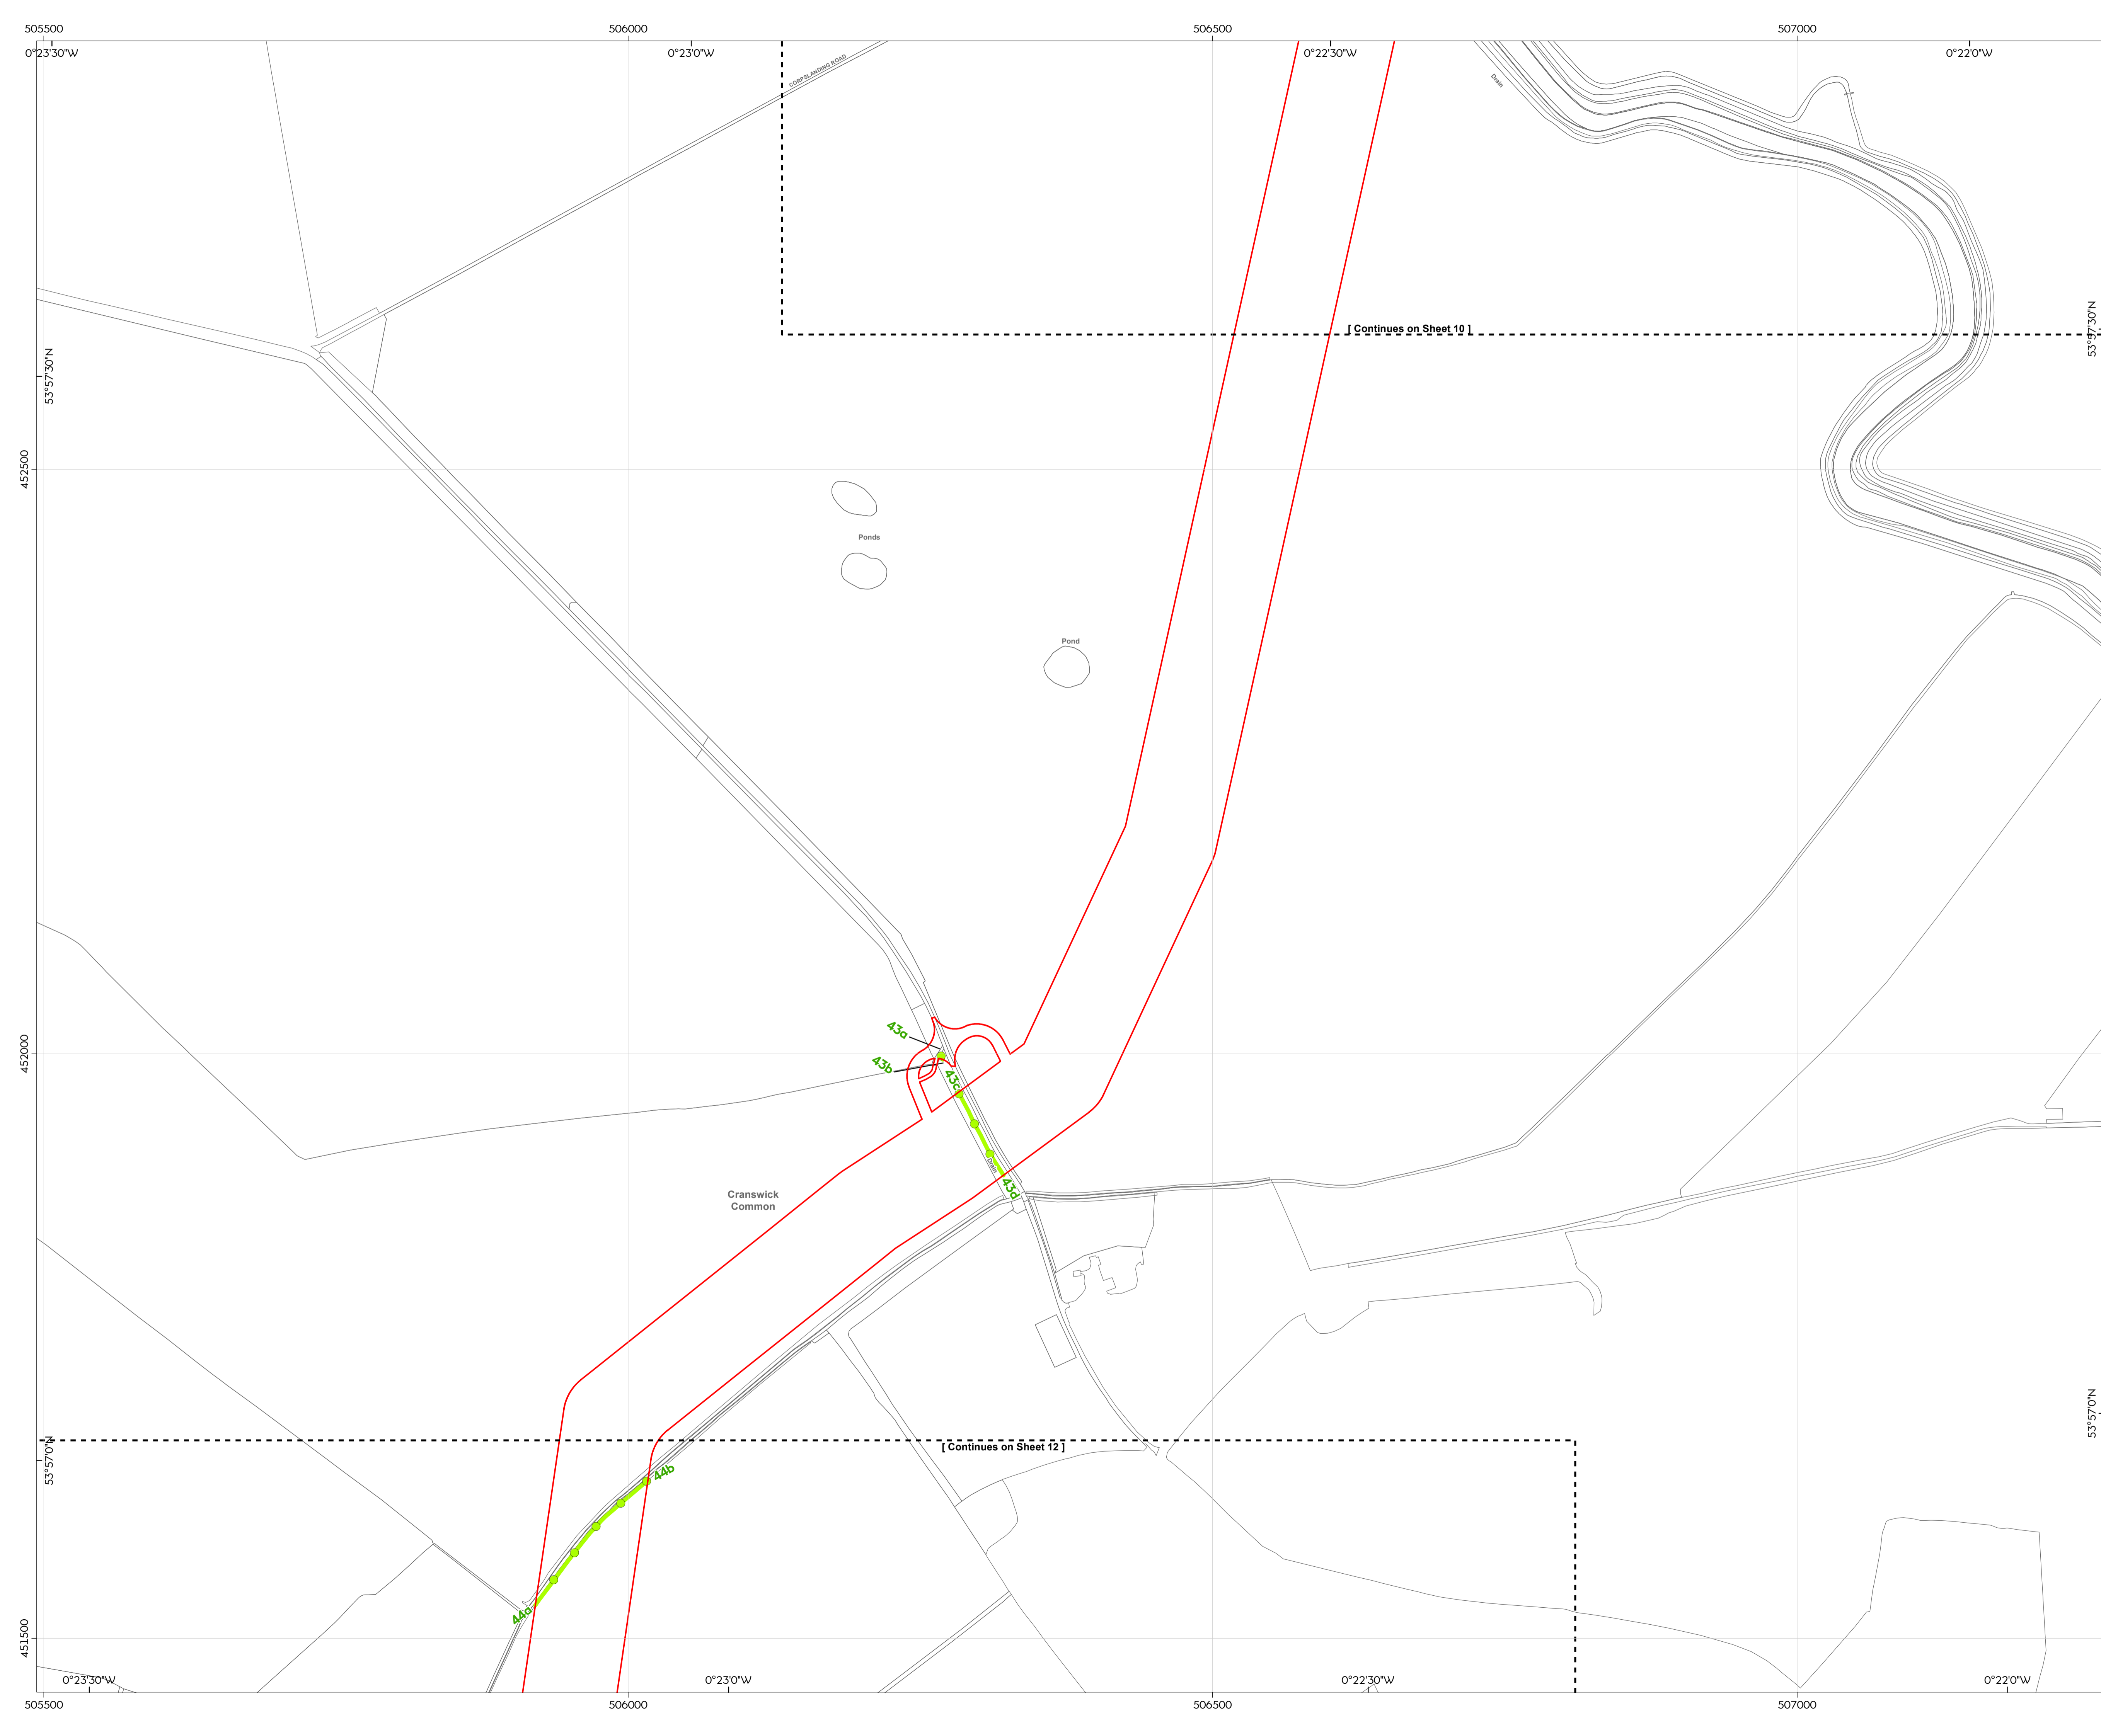 505500
506000
506500
507000
0°23'30"W
0°23'0"W
0°22'30"W
0°22'0"W
CORPSLANDING ROAD
Drain
[ Continues on Sheet 10 ]
53°57'30"N
53°57'30"N
452500
Ponds
Pond
43a
43b
43c
452000
Drain
43d
Cranswick
Common
53°57'0"N
[ Continues on Sheet 12 ]
53°57'0"N
44b
44a
451500
0°23'30"W
0°23'0"W
0°22'30"W
0°22'0"W
505500
506000
506500
507000